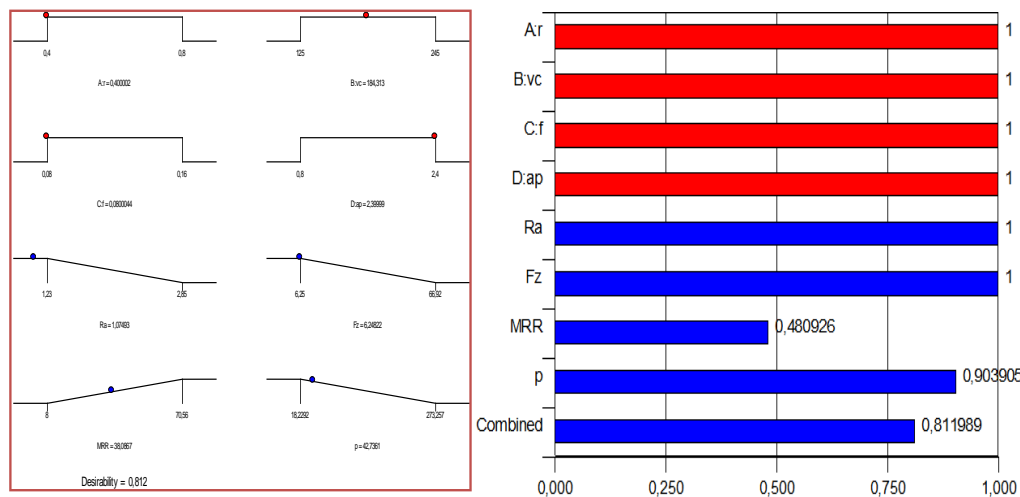 0,4 0,8
A:r = 0,400002
125 245
B:vc = 184,313
0,08 0,16
C:f = 0,0800044
0,8 2,4
D:ap = 2,39999
1,23 2,85
Ra = 1,07493
6,25 66,92
Fz = 6,24822
8 70,56
MRR = 38,0867
18,2292 273,257
p = 42,7361
Desirability = 0,812
A:r 1
B:vc 1
C:f 1
D:ap 1
Ra 1
Fz 1
MRR 0,480926
p 0,903905
Combined 0,811989
0,000 0,250 0,500 0,750 1,000